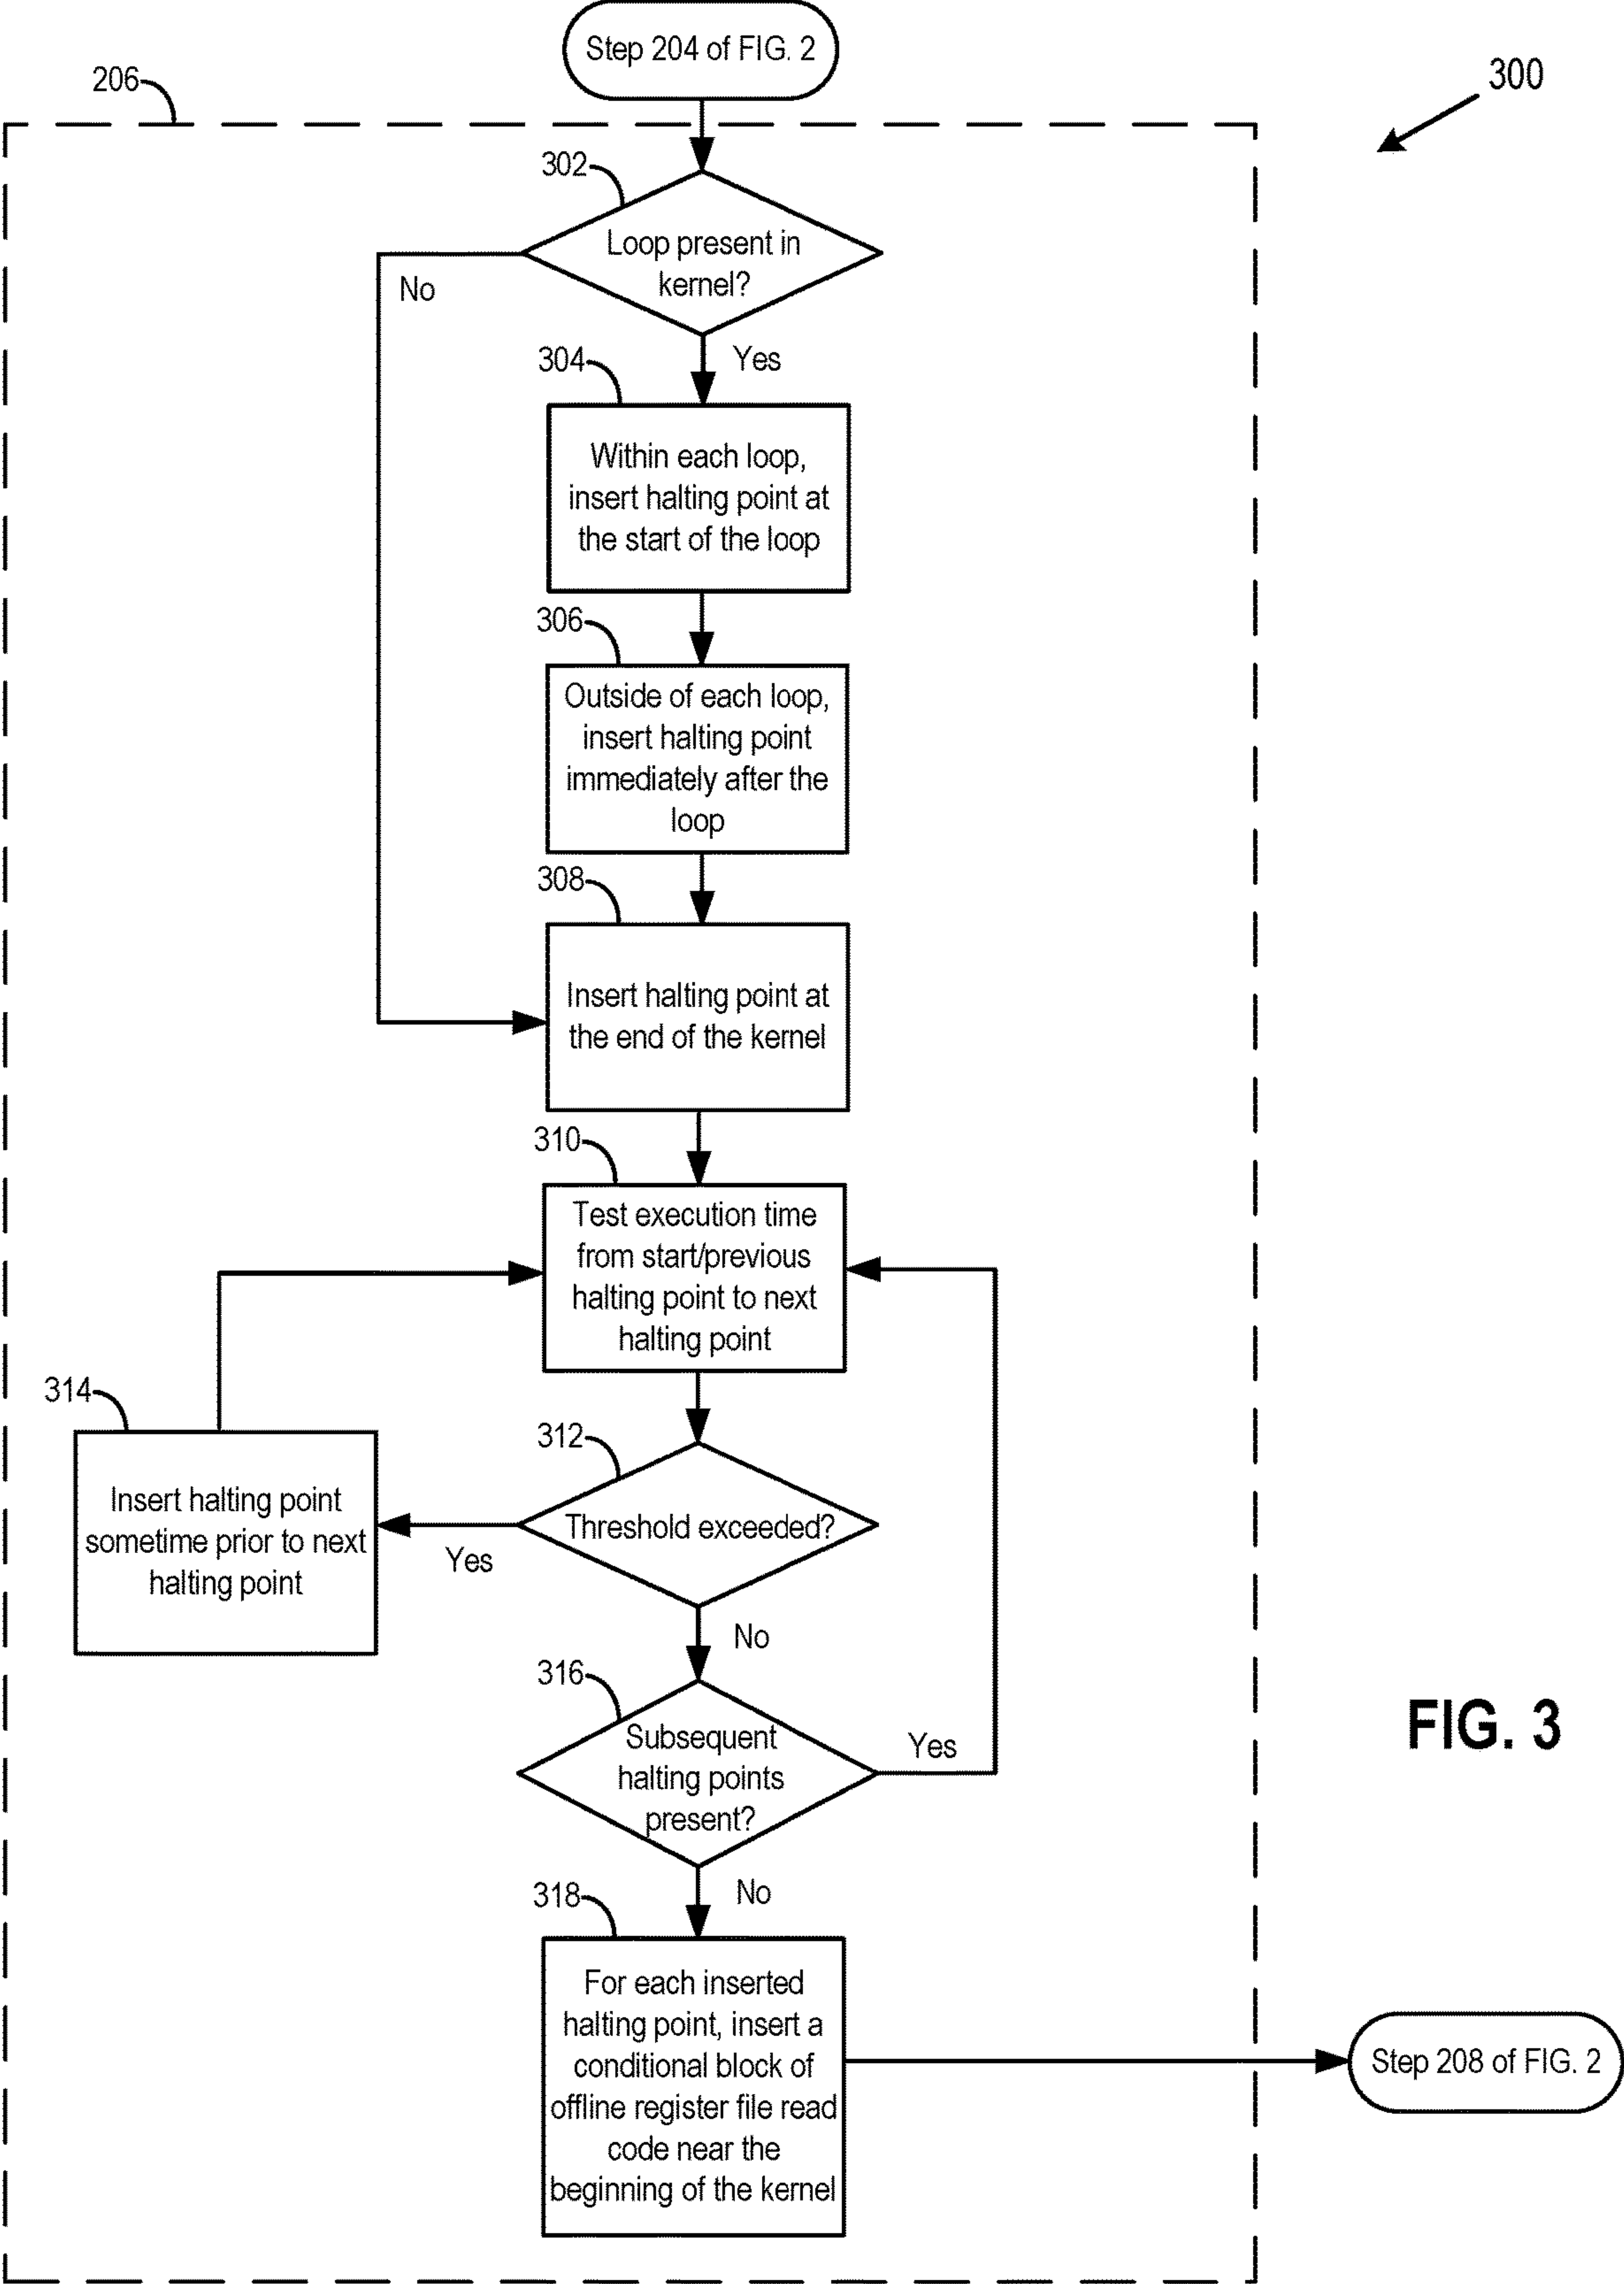 Step 204 of FIG. 2
300
206
302
Loop present in
kernel?
No
Yes
304
Within each loop,
insert halting point at
the start of the loop
306
Outside of each loop,
insert halting point
immediately after the
loop
308
Insert halting point at
the end of the kernel
310
Test execution time
from start/previous
halting point to next
halting point
314
312
Insert halting point
sometime prior to next
halting point
Threshold exceeded?
Yes
No
316
Subsequent
halting points
present?
Yes
FIG. 3
No
318
For each inserted
halting point, insert a
conditional block of
offline register file read
code near the
beginning of the kernel
Step 208 of FIG. 2